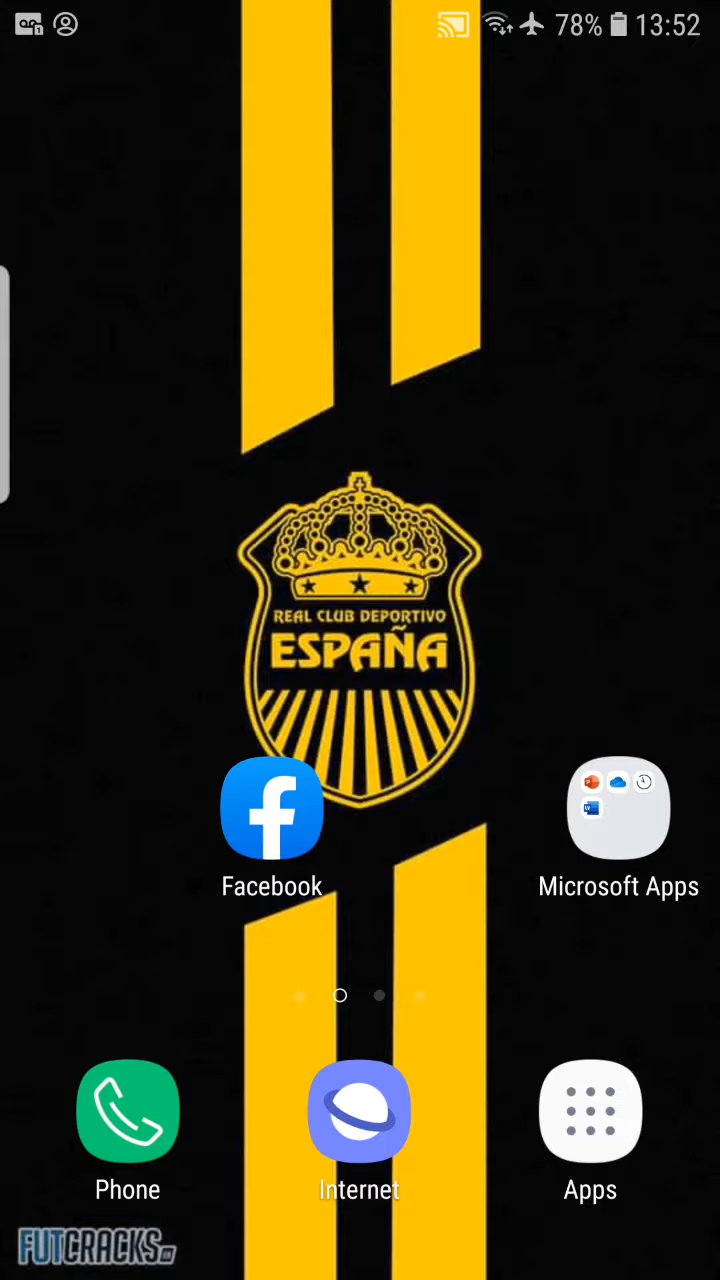 78% 13:52
REAL CLUB DEPORTIVO
ESPAÑA
Facebook
Microsoft Apps
Phone
Internet
Apps
FUTCRACKS